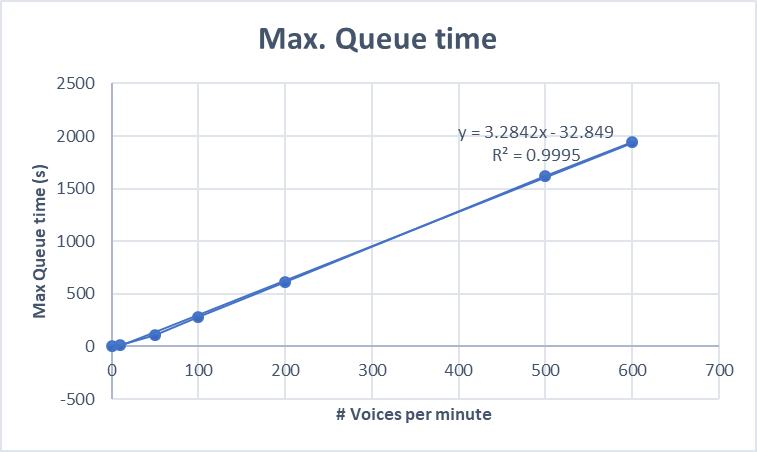 Max. Queue time
2500
2000
1500
1000
500
0
-500
Max Queue time (s)
y = 3.2842x - 32.849
R² = 0.9995
0 100 200 300 400 500 600 700
# Voices per minute